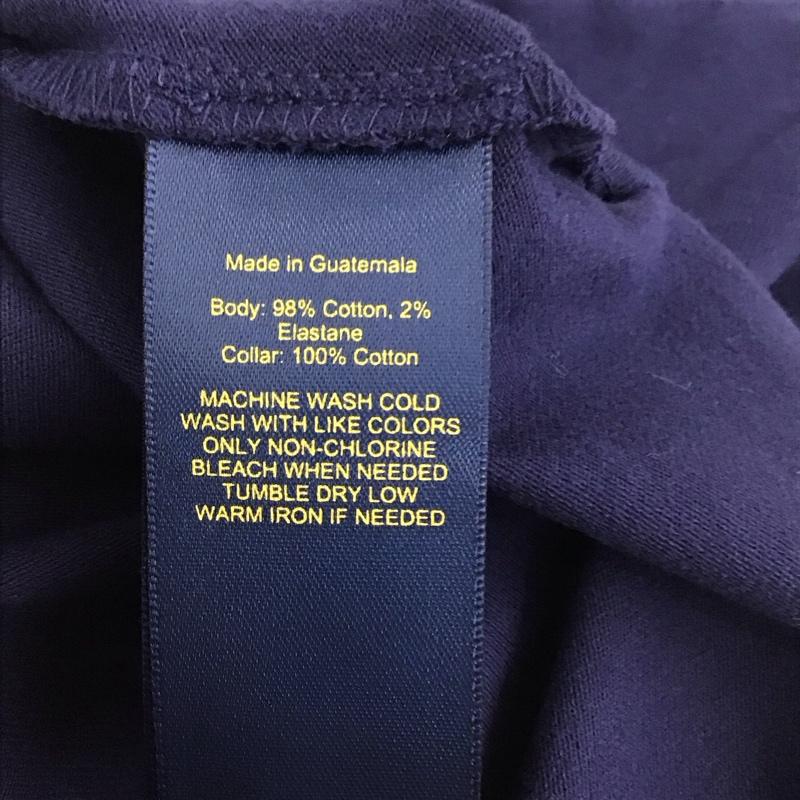 Made in Guatemala
Body: 98% Cotton, 2%
Elastane
Collar: 100% Cotton
MACHINE WASH COLD
WASH WITH LIKE COLORS
ONLY NON-CHLORINE
BLEACH WHEN NEEDED
TUMBLE DRY LOW
WARM IRON IF NEEDED